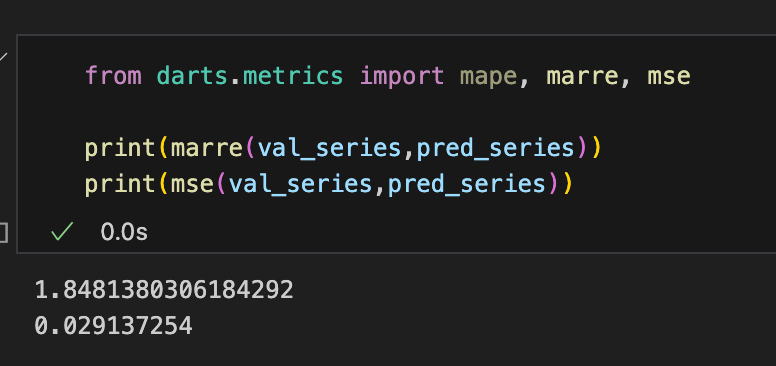 from darts.metrics import mape, marre, mse
print(marre(val_series,pred_series))
print(mse(val_series,pred_series))
0.0s
1.8481380306184292
0.029137254